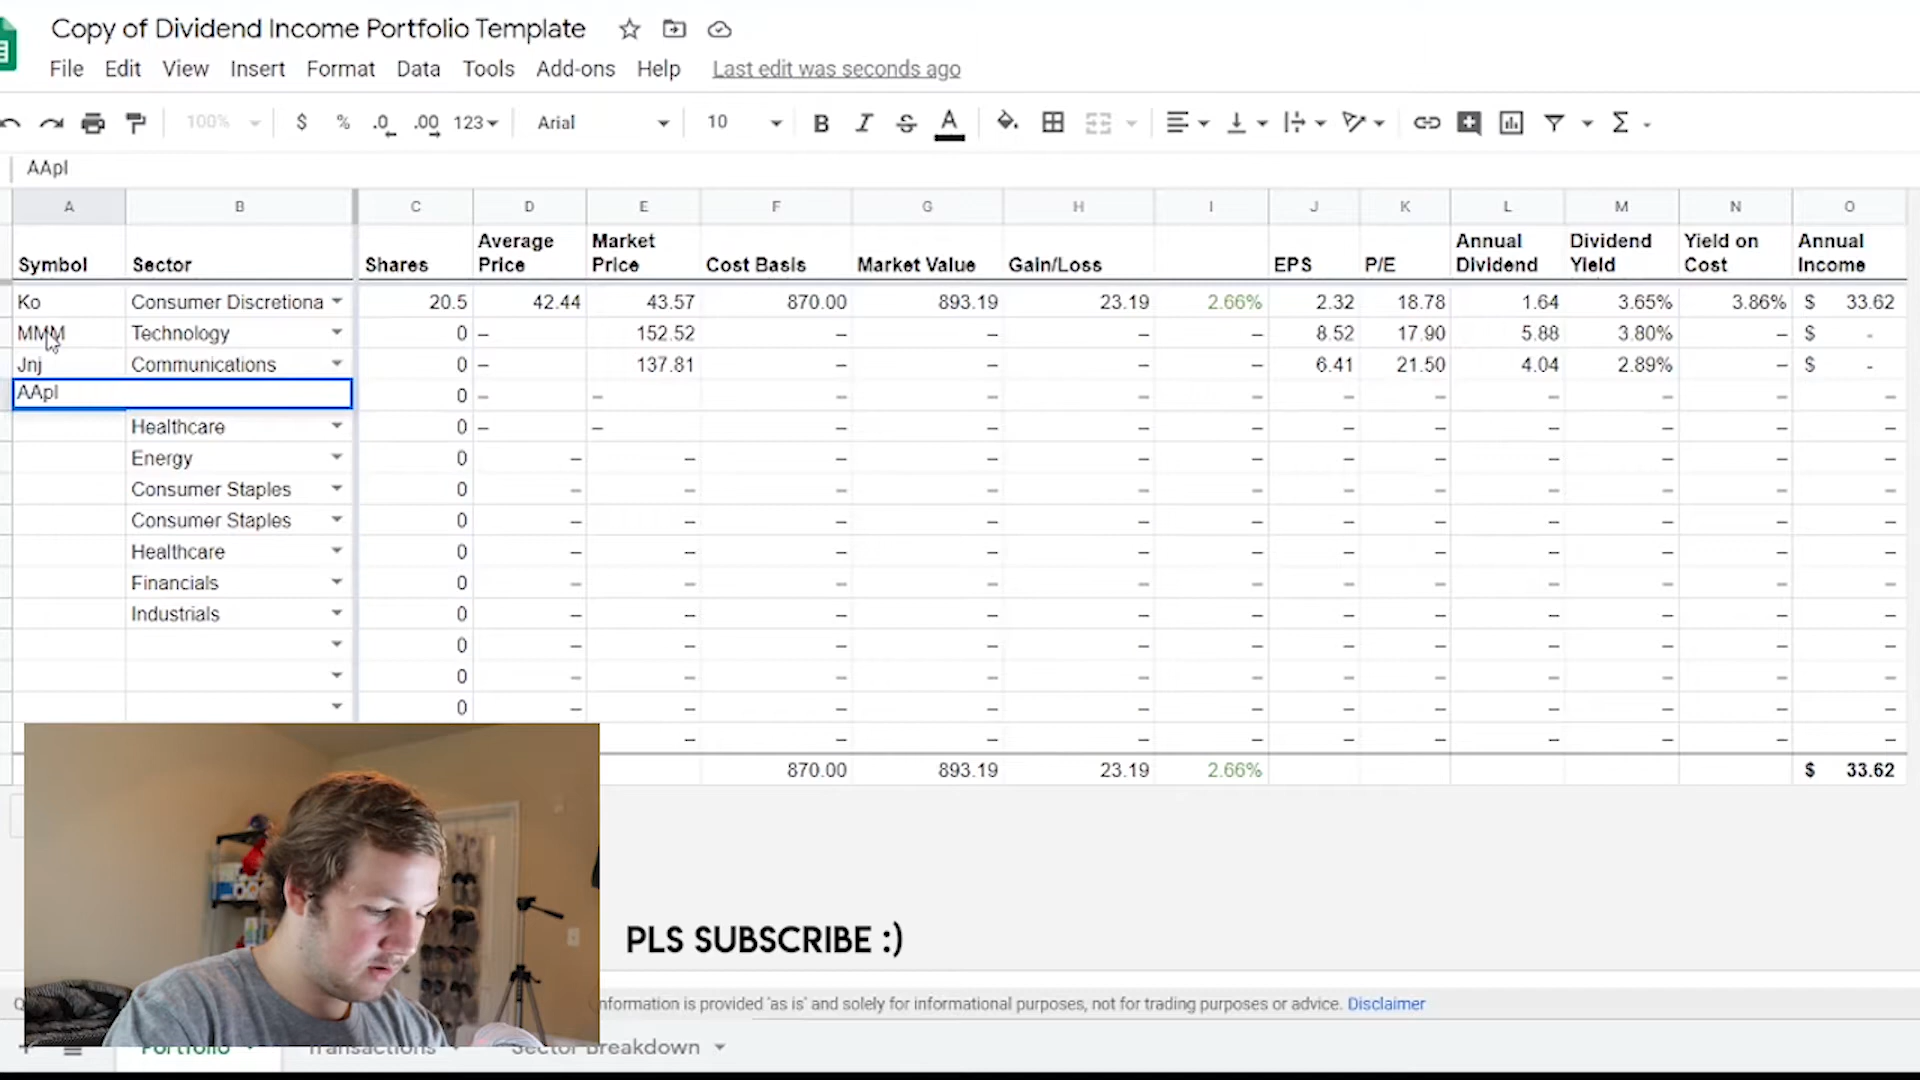 Copy of Dividend Income Portfolio Template
File Edit View Insert Format Data Tools Add-ons Help Last edit was seconds ago
100% $ % .0 .00 123 Arial 10 B I S A Σ
AApl
A B C D E F G H I J K L M N O
Symbol Sector Shares Average Price Market Price Cost Basis Market Value Gain/Loss EPS P/E Annual Dividend Dividend Yield Yield on Cost Annual Income
Ko Consumer Discretiona 20.5 42.44 43.57 870.00 893.19 23.19 2.66% 2.32 18.78 1.64 3.65% 3.86% $ 33.62
MMM Technology 0 – 152.52 – – – – 8.52 17.90 5.88 3.80% – $ -
Jnj Communications 0 – 137.81 – – – – 6.41 21.50 4.04 2.89% – $ -
AApl 0 – – – – – – – – – – – –
Healthcare 0 – – – – – – – – – – – –
Energy 0 – – – – – – – – – – – –
Consumer Staples 0 – – – – – – – – – – – –
Consumer Staples 0 – – – – – – – – – – – –
Healthcare 0 – – – – – – – – – – – –
Financials 0 – – – – – – – – – – – –
Industrials 0 – – – – – – – – – – – –
0 – – – – – – – – – – – –
0 – – – – – – – – – – – –
0 – – – – – – – – – – – –
– – – – – – – – – – –
870.00 893.19 23.19 2.66% $ 33.62
PLS SUBSCRIBE :)
information is provided 'as is' and solely for informational purposes, not for trading purposes or advice. Disclaimer
Portfolio Transactions Sector Breakdown